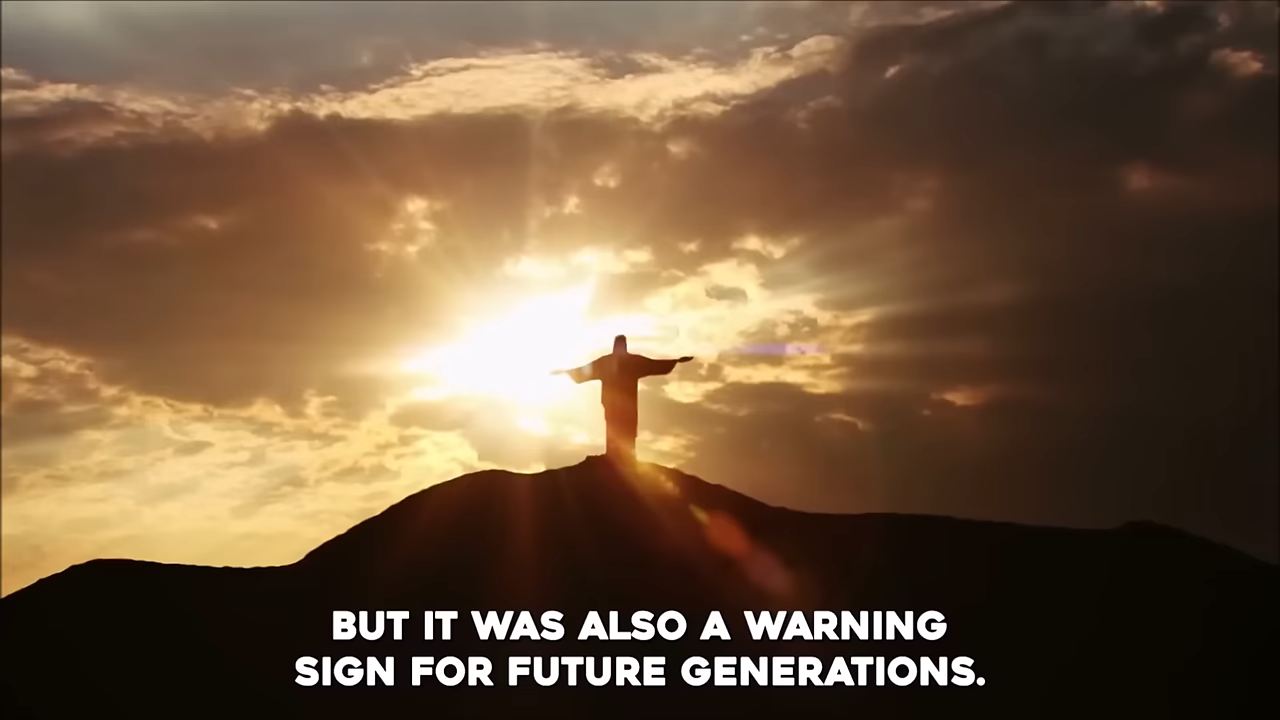 BUT IT WAS ALSO A WARNING
SIGN FOR FUTURE GENERATIONS.